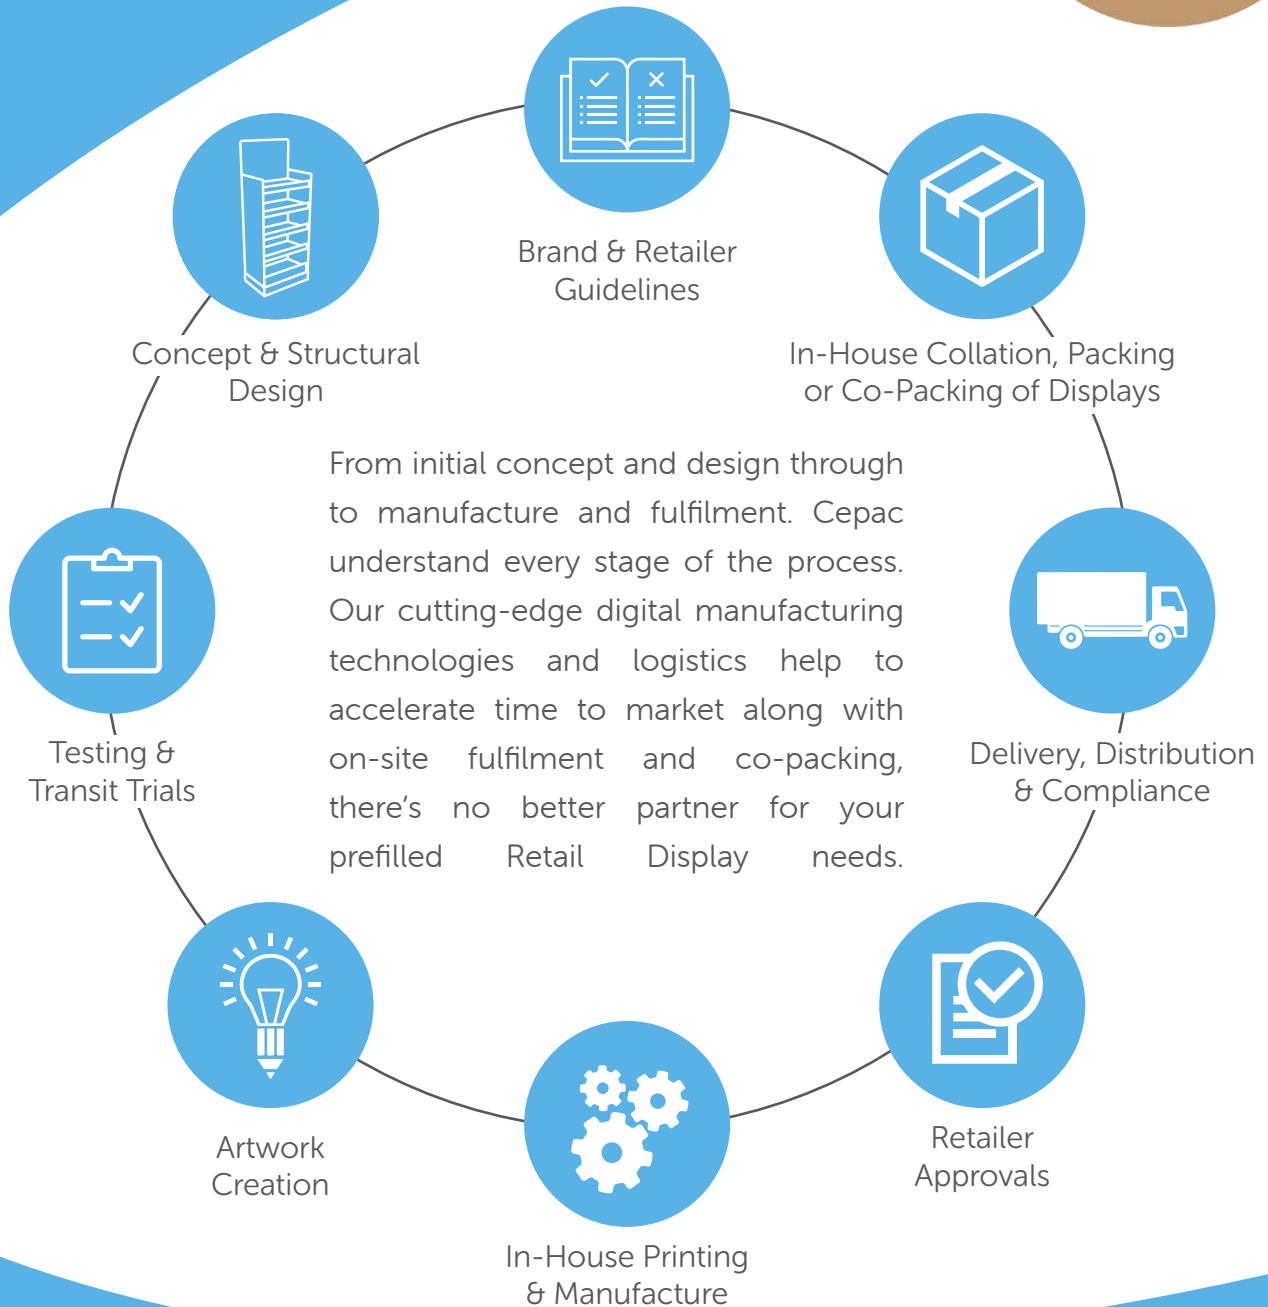 Brand & Retailer
Guidelines
Concept & Structural
Design
In-House Collation, Packing
or Co-Packing of Displays
From initial concept and design through
to manufacture and fulfilment. Cepac
understand every stage of the process.
Our cutting-edge digital manufacturing
technologies and logistics help to
accelerate time to market along with
on-site fulfilment and co-packing,
there’s no better partner for your
prefilled Retail Display needs.
Testing &
Transit Trials
Delivery, Distribution
& Compliance
Artwork
Creation
Retailer
Approvals
In-House Printing
& Manufacture